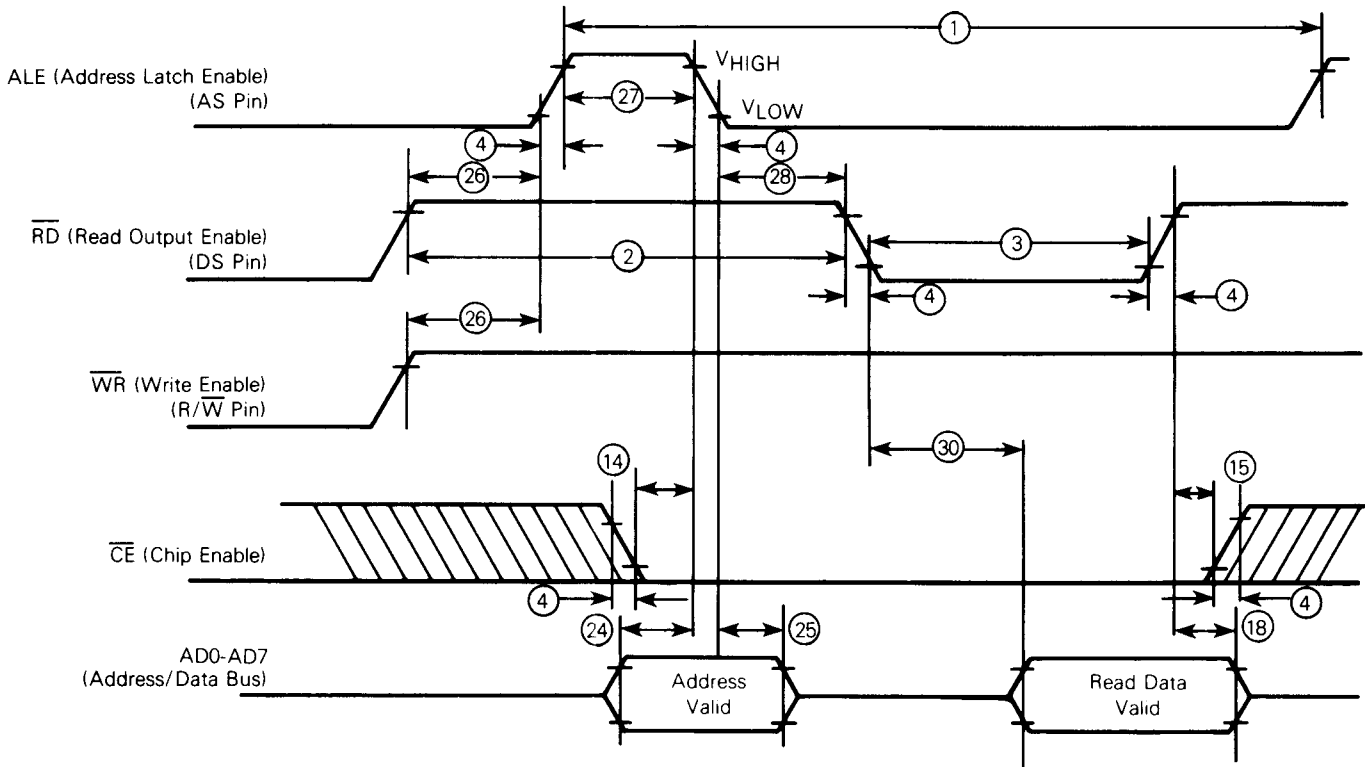 1
ALE (Address Latch Enable)
(AS Pin)
VHIGH
27
VLOW
4
4
26
28
RD (Read Output Enable)
(DS Pin)
2
3
4
4
26
WR (Write Enable)
(R/W Pin)
30
14
15
CE (Chip Enable)
4
4
24
25
18
AD0-AD7
(Address/Data Bus)
Address
Valid
Read Data
Valid